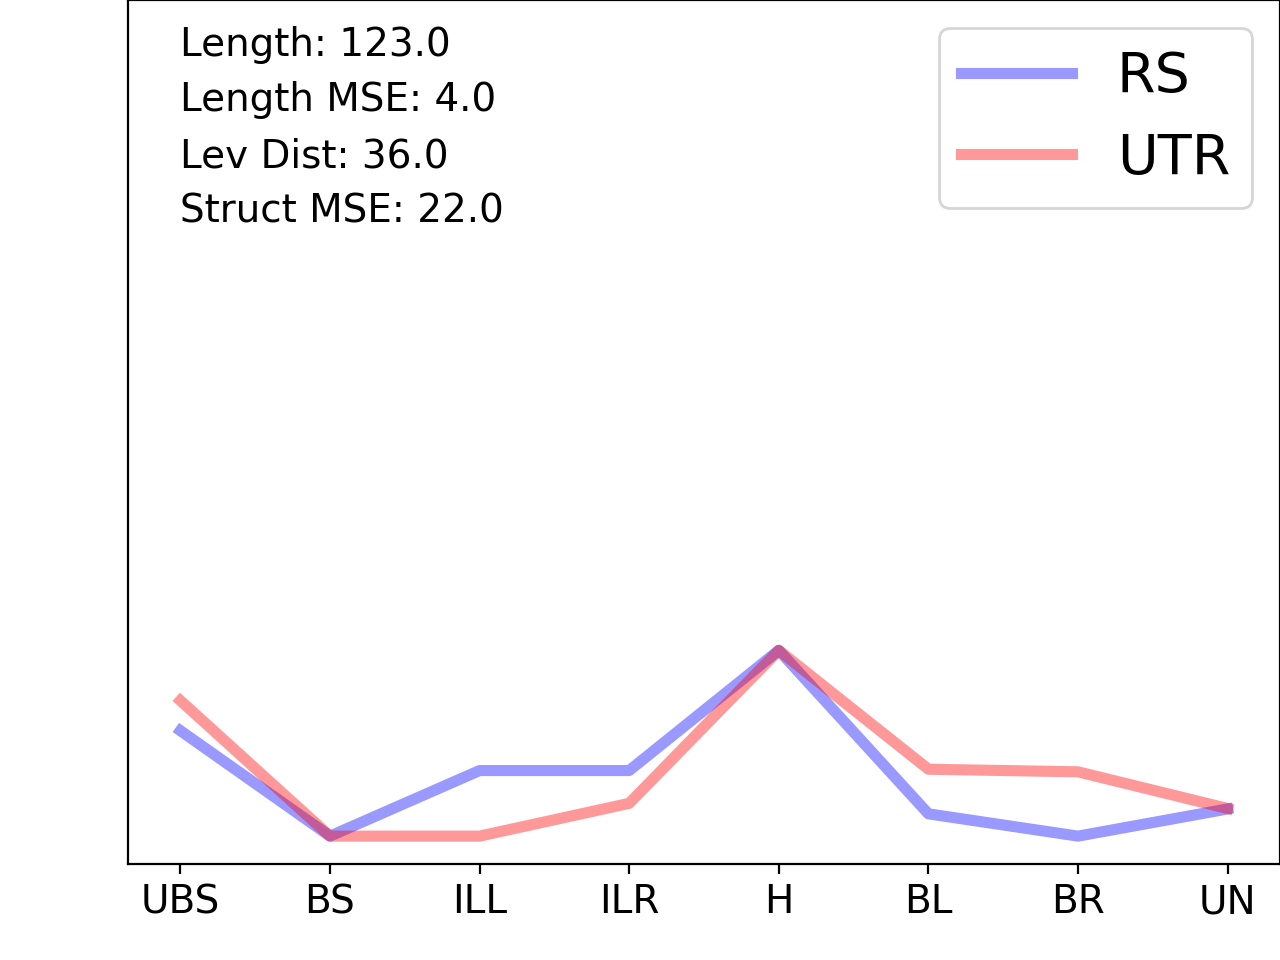 Length: 123.0
Length MSE: 4.0
Lev Dist: 36.0
Struct MSE: 22.0
RS
UTR
UBS BS ILL ILR H BL BR UN